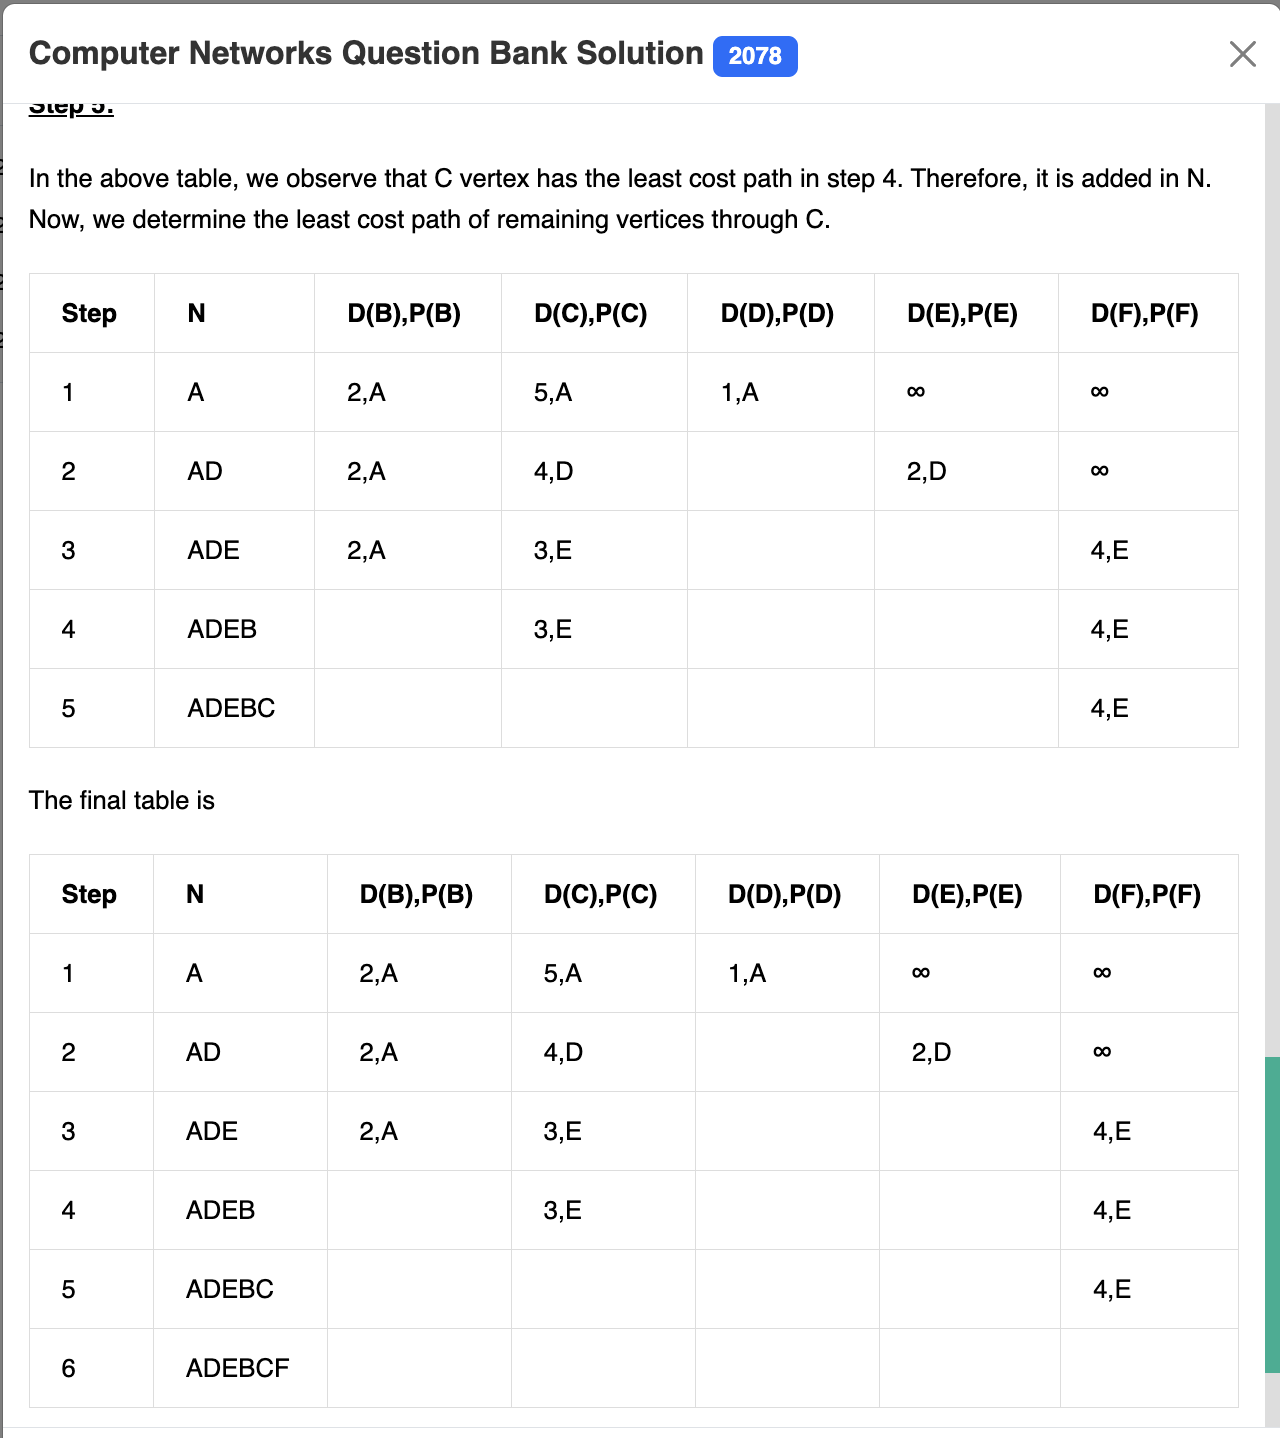 Computer Networks Question Bank Solution 2078
Step 5:
In the above table, we observe that C vertex has the least cost path in step 4. Therefore, it is added in N.
Now, we determine the least cost path of remaining vertices through C.
Step N D(B),P(B) D(C),P(C) D(D),P(D) D(E),P(E) D(F),P(F)
1 A 2,A 5,A 1,A ∞ ∞
2 AD 2,A 4,D 2,D ∞
3 ADE 2,A 3,E 4,E
4 ADEB 3,E 4,E
5 ADEBC 4,E
The final table is
Step N D(B),P(B) D(C),P(C) D(D),P(D) D(E),P(E) D(F),P(F)
1 A 2,A 5,A 1,A ∞ ∞
2 AD 2,A 4,D 2,D ∞
3 ADE 2,A 3,E 4,E
4 ADEB 3,E 4,E
5 ADEBC 4,E
6 ADEBCF